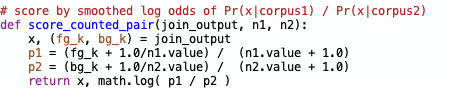 # score by smoothed log odds of Pr(x|corpus1) / Pr(x|corpus2)
def score_counted_pair(join_output, n1, n2):
    x, (fg_k, bg_k) = join_output
    p1 = (fg_k + 1.0/n1.value) /  (n1.value + 1.0)
    p2 = (bg_k + 1.0/n2.value) /  (n2.value + 1.0)
    return x, math.log( p1 / p2 )